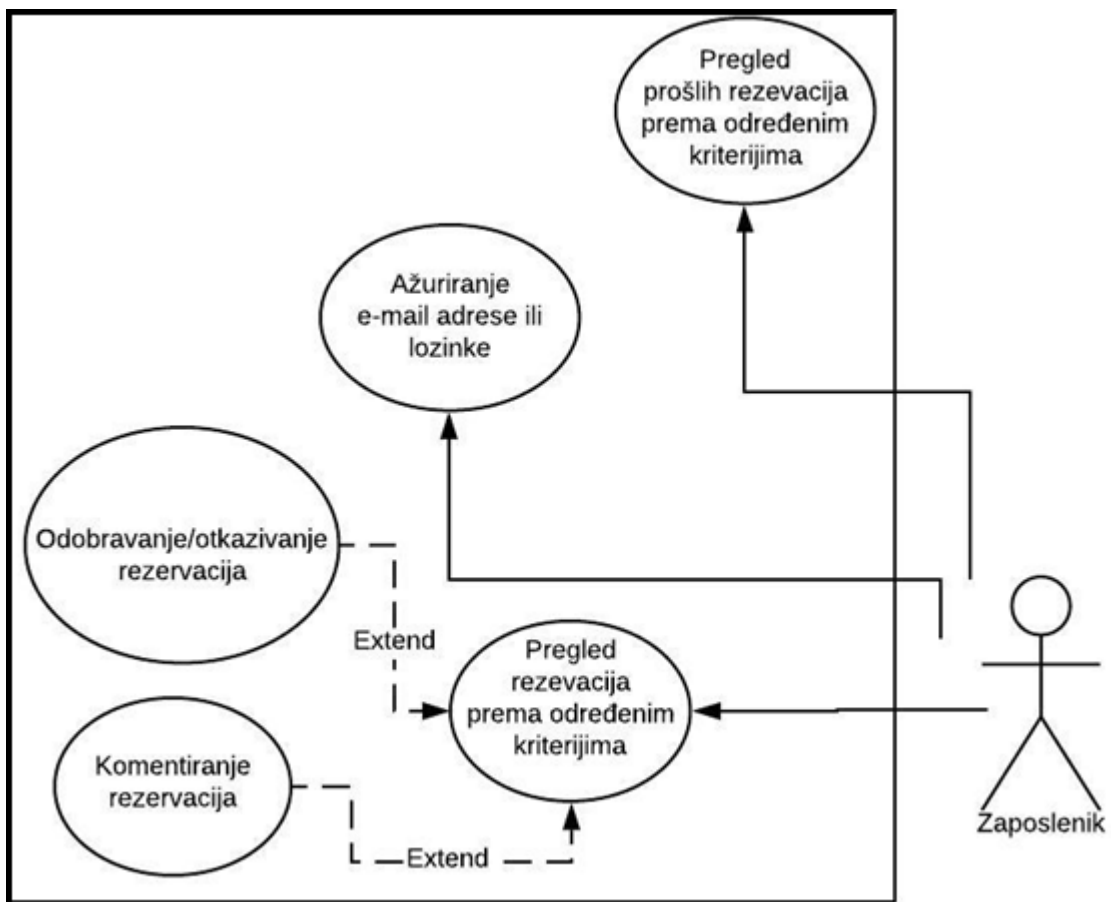 Pregled
prošlih rezevacija
prema određenim
kriterijima
Ažuriranje
e-mail adrese ili
lozinke
Odobravanje/otkazivanje
rezervacija
Extend
Pregled
rezevacija
prema određenim
kriterijima
Komentiranje
rezervacija
Extend
Zaposlenik